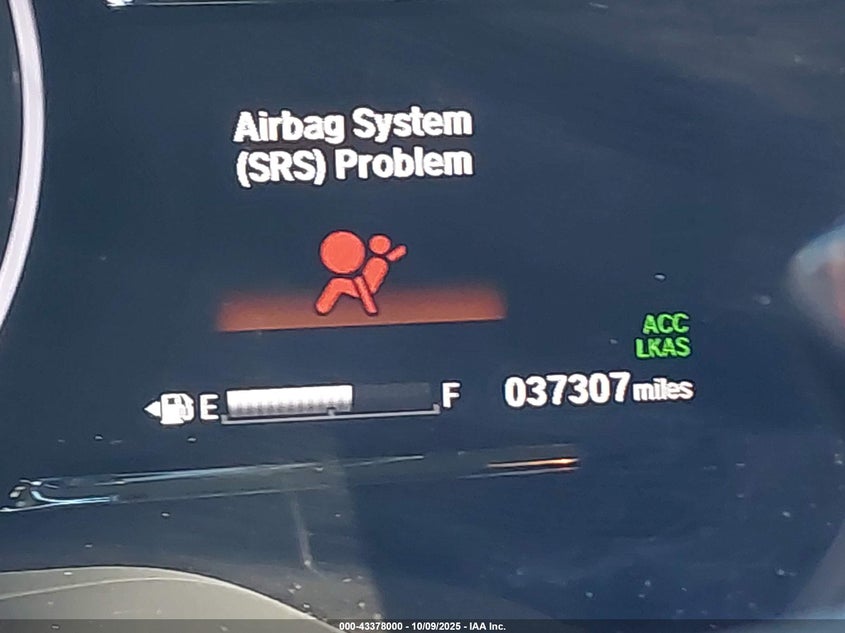 Airbag System
(SRS) Problem
ACC
LKAS
E F 037307 miles
000-43378000 - 10/09/2025 - IAA Inc.